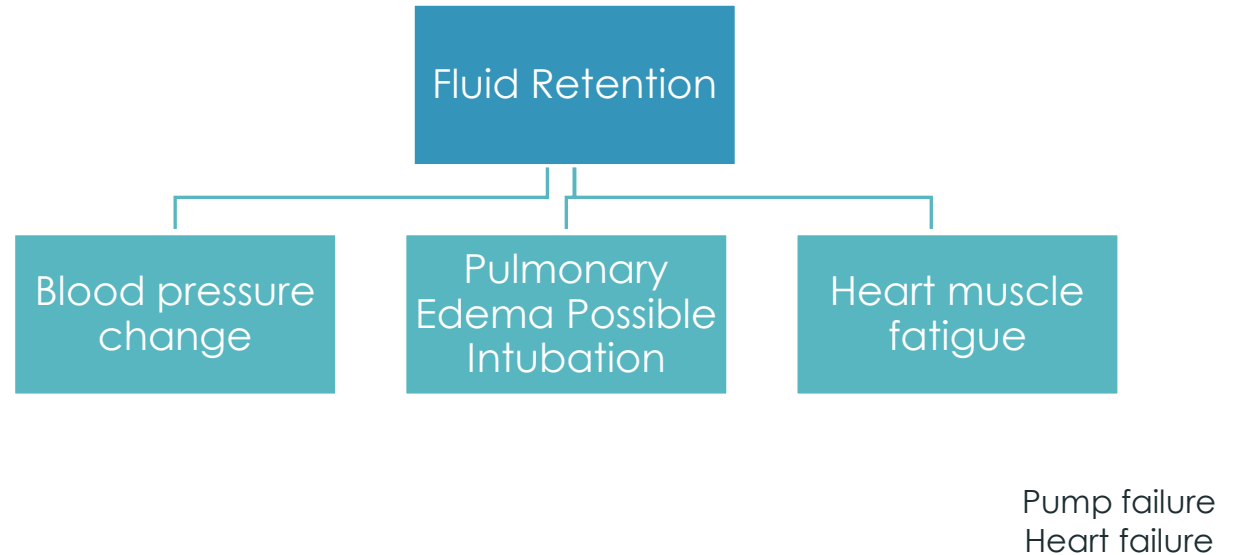 Fluid Retention
Blood pressure
change
Pulmonary
Edema Possible
Intubation
Heart muscle
fatigue
Pump failure
Heart failure